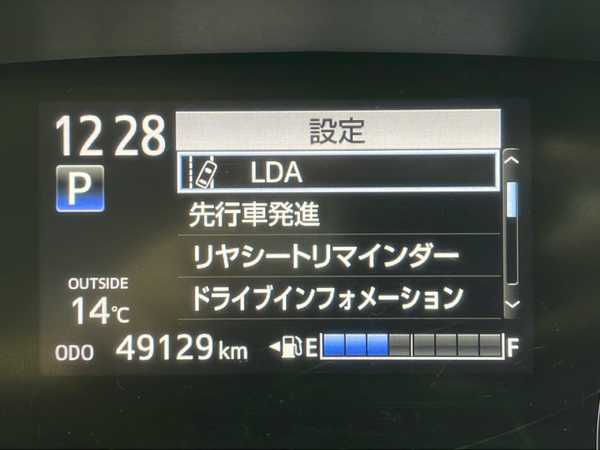 12 28
設定
P
LDA
先行車発進
リヤシートリマインダー
OUTSIDE
14℃
ドライブインフォメーション
ODO 49129 km
E F